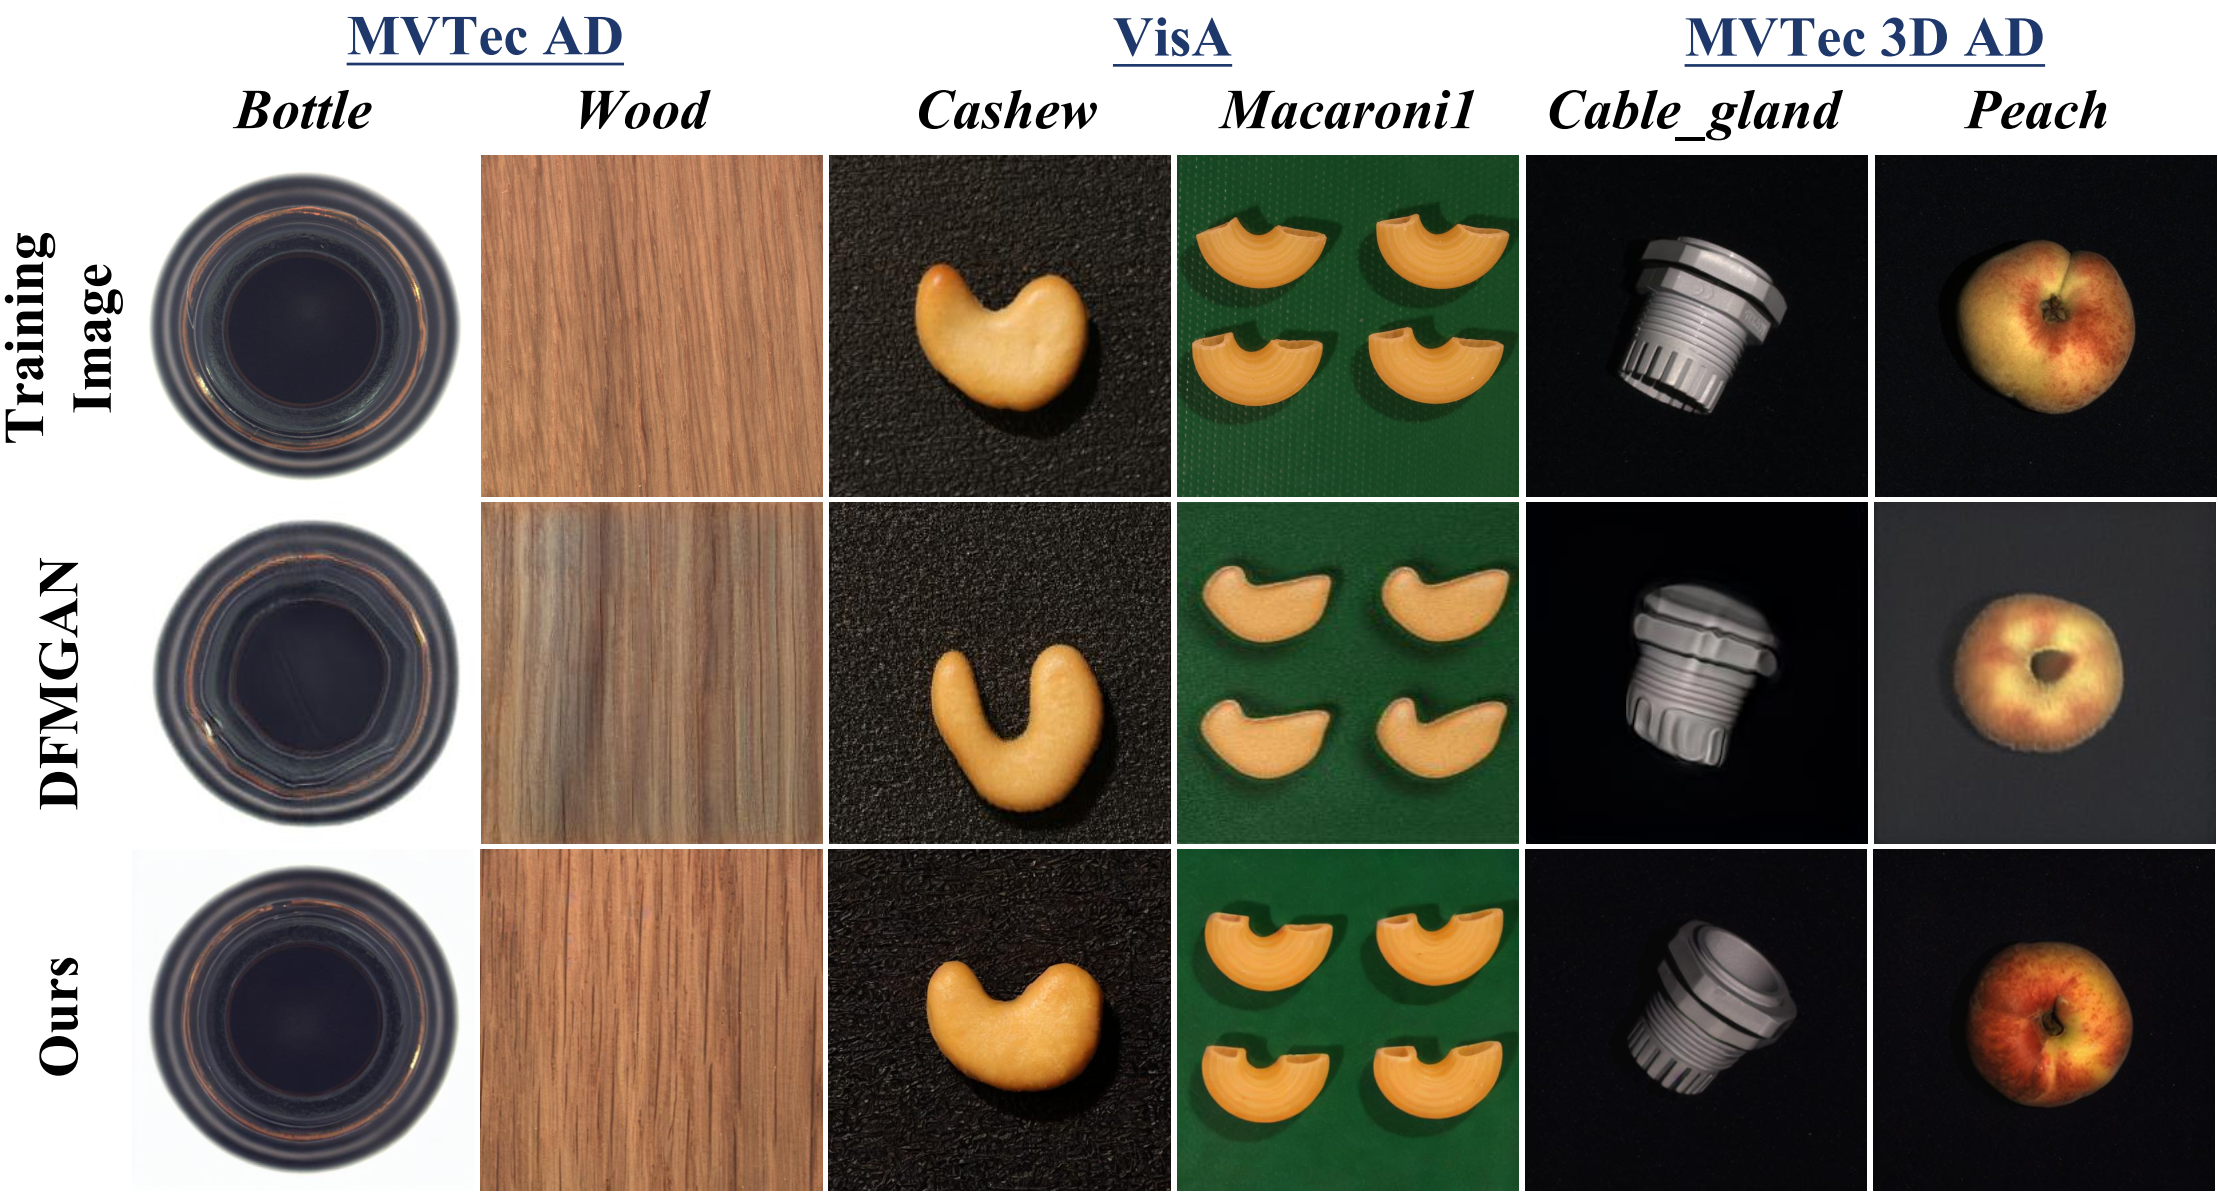 MVTec AD
VisA
MVTec 3D AD
Bottle
Wood
Cashew
Macaroni1
Cable_gland
Peach
Training
Image
DFMGAN
Ours